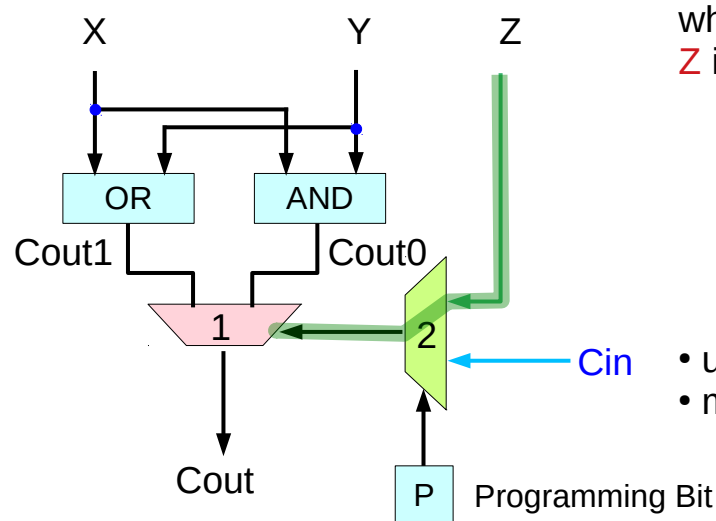 X Y Z
wh
Z i
OR AND
Cout1 Cout0
1
2
Cin
• u
• m
Cout
P Programming Bit